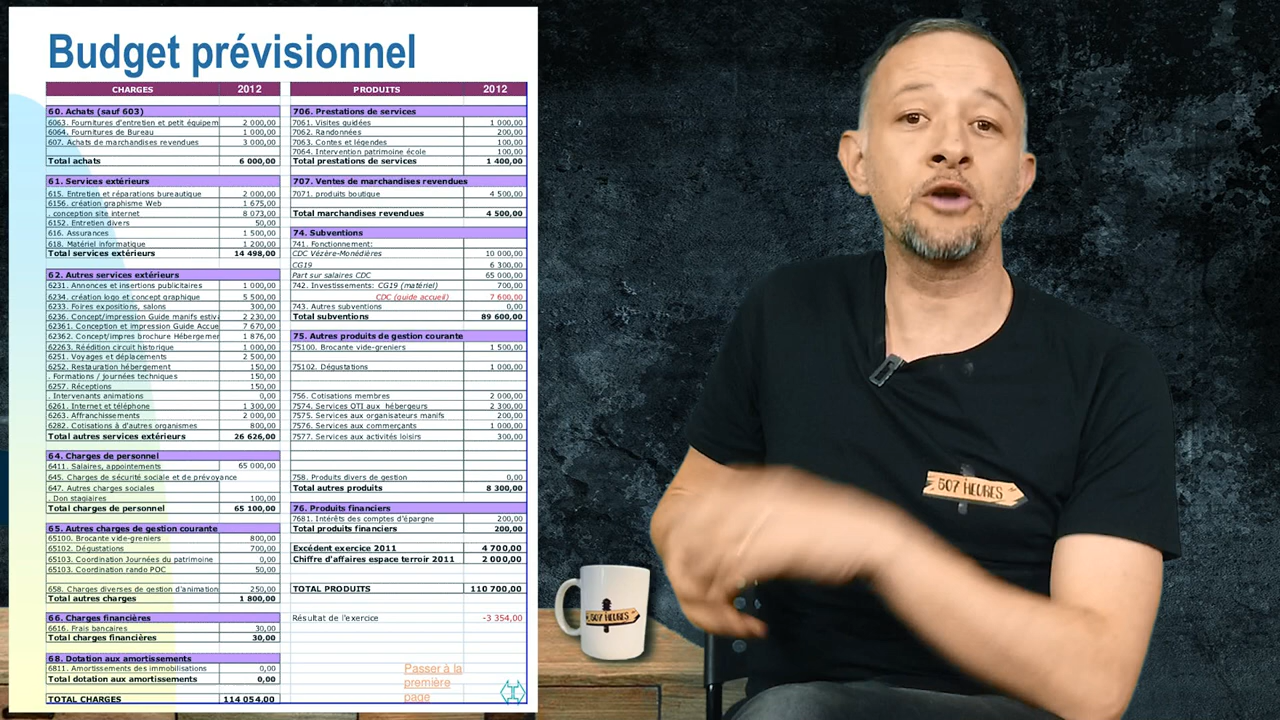 Budget prévisionnel
CHARGES 2012
60. Achats (sauf 603)
6063. Fournitures d'entretien et petit équipem 2 000,00
6064. Fournitures de Bureau 1 000,00
607. Achats de marchandises revendues 3 000,00
Total achats 6 000,00
61. Services extérieurs
615. Entretien et réparations bureautique 2 000,00
6156. création graphisme Web 1 675,00
. conception site internet 8 073,00
6152. Entretien divers 50,00
616. Assurances 1 500,00
618. Matériel informatique 1 200,00
Total services extérieurs 14 498,00
62. Autres services extérieurs
6231. Annonces et insertions publicitaires 1 000,00
6234. création logo et concept graphique 5 500,00
6233. Foires expositions, salons 300,00
6236. Concept/impression Guide manifs estiva 2 230,00
62361. Conception et impression Guide Accue 7 670,00
62362. Concept/impres brochure Hébergemer 1 876,00
62263. Réédition circuit historique 1 000,00
6251. Voyages et déplacements 2 500,00
6252. Restauration hébergement 150,00
. Formations / journées techniques 150,00
6257. Réceptions 150,00
. Intervenants animations 0,00
6261. Internet et téléphone 1 300,00
6263. Affranchissements 2 000,00
6282. Cotisations à d'autres organismes 800,00
Total autres services extérieurs 26 626,00
64. Charges de personnel
6411. Salaires, appointements 65 000,00
645. Charges de sécurité sociale et de prévoyance
647. Autres charges sociales
. Don stagiaires 100,00
Total charges de personnel 65 100,00
65. Autres charges de gestion courante
65100. Brocante vide-greniers 800,00
65102. Dégustations 700,00
65103. Coordination Journées du patrimoine 0,00
65103. Coordination rando POC 50,00
658. Charges diverses de gestion d'animation 250,00
Total autres charges 1 800,00
66. Charges financières
6616. Frais bancaires 30,00
Total charges financières 30,00
68. Dotation aux amortissements
6811. Amortissements des immobilisations 0,00
Total dotation aux amortissements 0,00
TOTAL CHARGES 114 054,00
PRODUITS 2012
706. Prestations de services
7061. Visites guidées 1 000,00
7062. Randonnées 200,00
7063. Contes et légendes 100,00
7064. Intervention patrimoine école 100,00
Total prestations de services 1 400,00
707. Ventes de marchandises revendues
7071. produits boutique 4 500,00
Total marchandises revendues 4 500,00
74. Subventions
741. Fonctionnement:
CDC Vézère-Monédières 10 000,00
CG19 6 300,00
Part sur salaires CDC 65 000,00
742. Investissements: CG19 (matériel) 700,00
CDC (guide accueil) 7 600,00
743. Autres subventions 0,00
Total subventions 89 600,00
75. Autres produits de gestion courante
75100. Brocante vide-greniers 1 500,00
75102. Dégustations 1 000,00
756. Cotisations membres 2 000,00
7574. Services OTI aux hébergeurs 2 300,00
7575. Services aux organisateurs manifs 200,00
7576. Services aux commerçants 1 000,00
7577. Services aux activités loisirs 300,00
758. Produits divers de gestion 0,00
Total autres produits 8 300,00
76. Produits financiers
7681. Intérêts des comptes d'épargne 200,00
Total produits financiers 200,00
Excédent exercice 2011 4 700,00
Chiffre d'affaires espace terroir 2011 2 000,00
TOTAL PRODUITS 110 700,00
Résultat de l'exercice -3 354,00
Passer à la
première
page
507 HEURES
507 HEURES